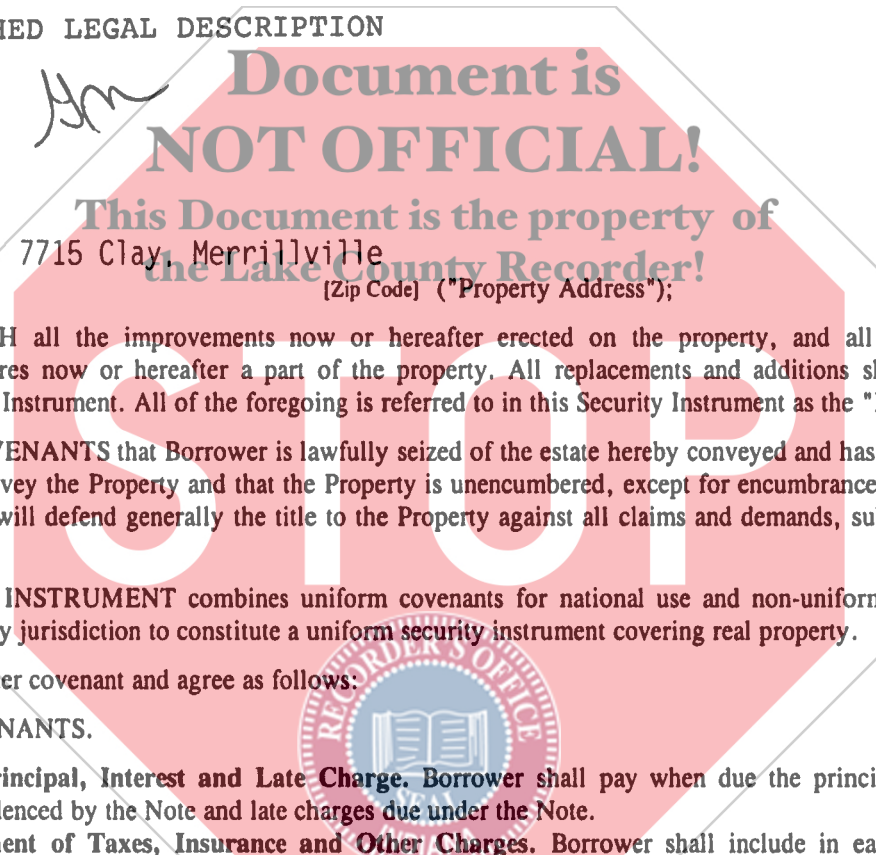 HED LEGAL DESCRIPTION
Document is
NOT OFFICIAL!
This Document is the property of
7715 Clay, Merrillville
the Lake County Recorder!
[Zip Code] ("Property Address");
H all the improvements now or hereafter erected on the property, and all
res now or hereafter a part of the property. All replacements and additions s
Instrument. All of the foregoing is referred to in this Security Instrument as the "
VENANTS that Borrower is lawfully seized of the estate hereby conveyed and has
vey the Property and that the Property is unencumbered, except for encumbrance
will defend generally the title to the Property against all claims and demands, su
STOP
INSTRUMENT combines uniform covenants for national use and non-uniform
y jurisdiction to constitute a uniform security instrument covering real property.
er covenant and agree as follows:
NANTS.
RECORDER'S OFFICE
rincipal, Interest and Late Charge. Borrower shall pay when due the princi
denced by the Note and late charges due under the Note.
SEAL
ent of Taxes, Insurance and Other Charges. Borrower shall include in ea